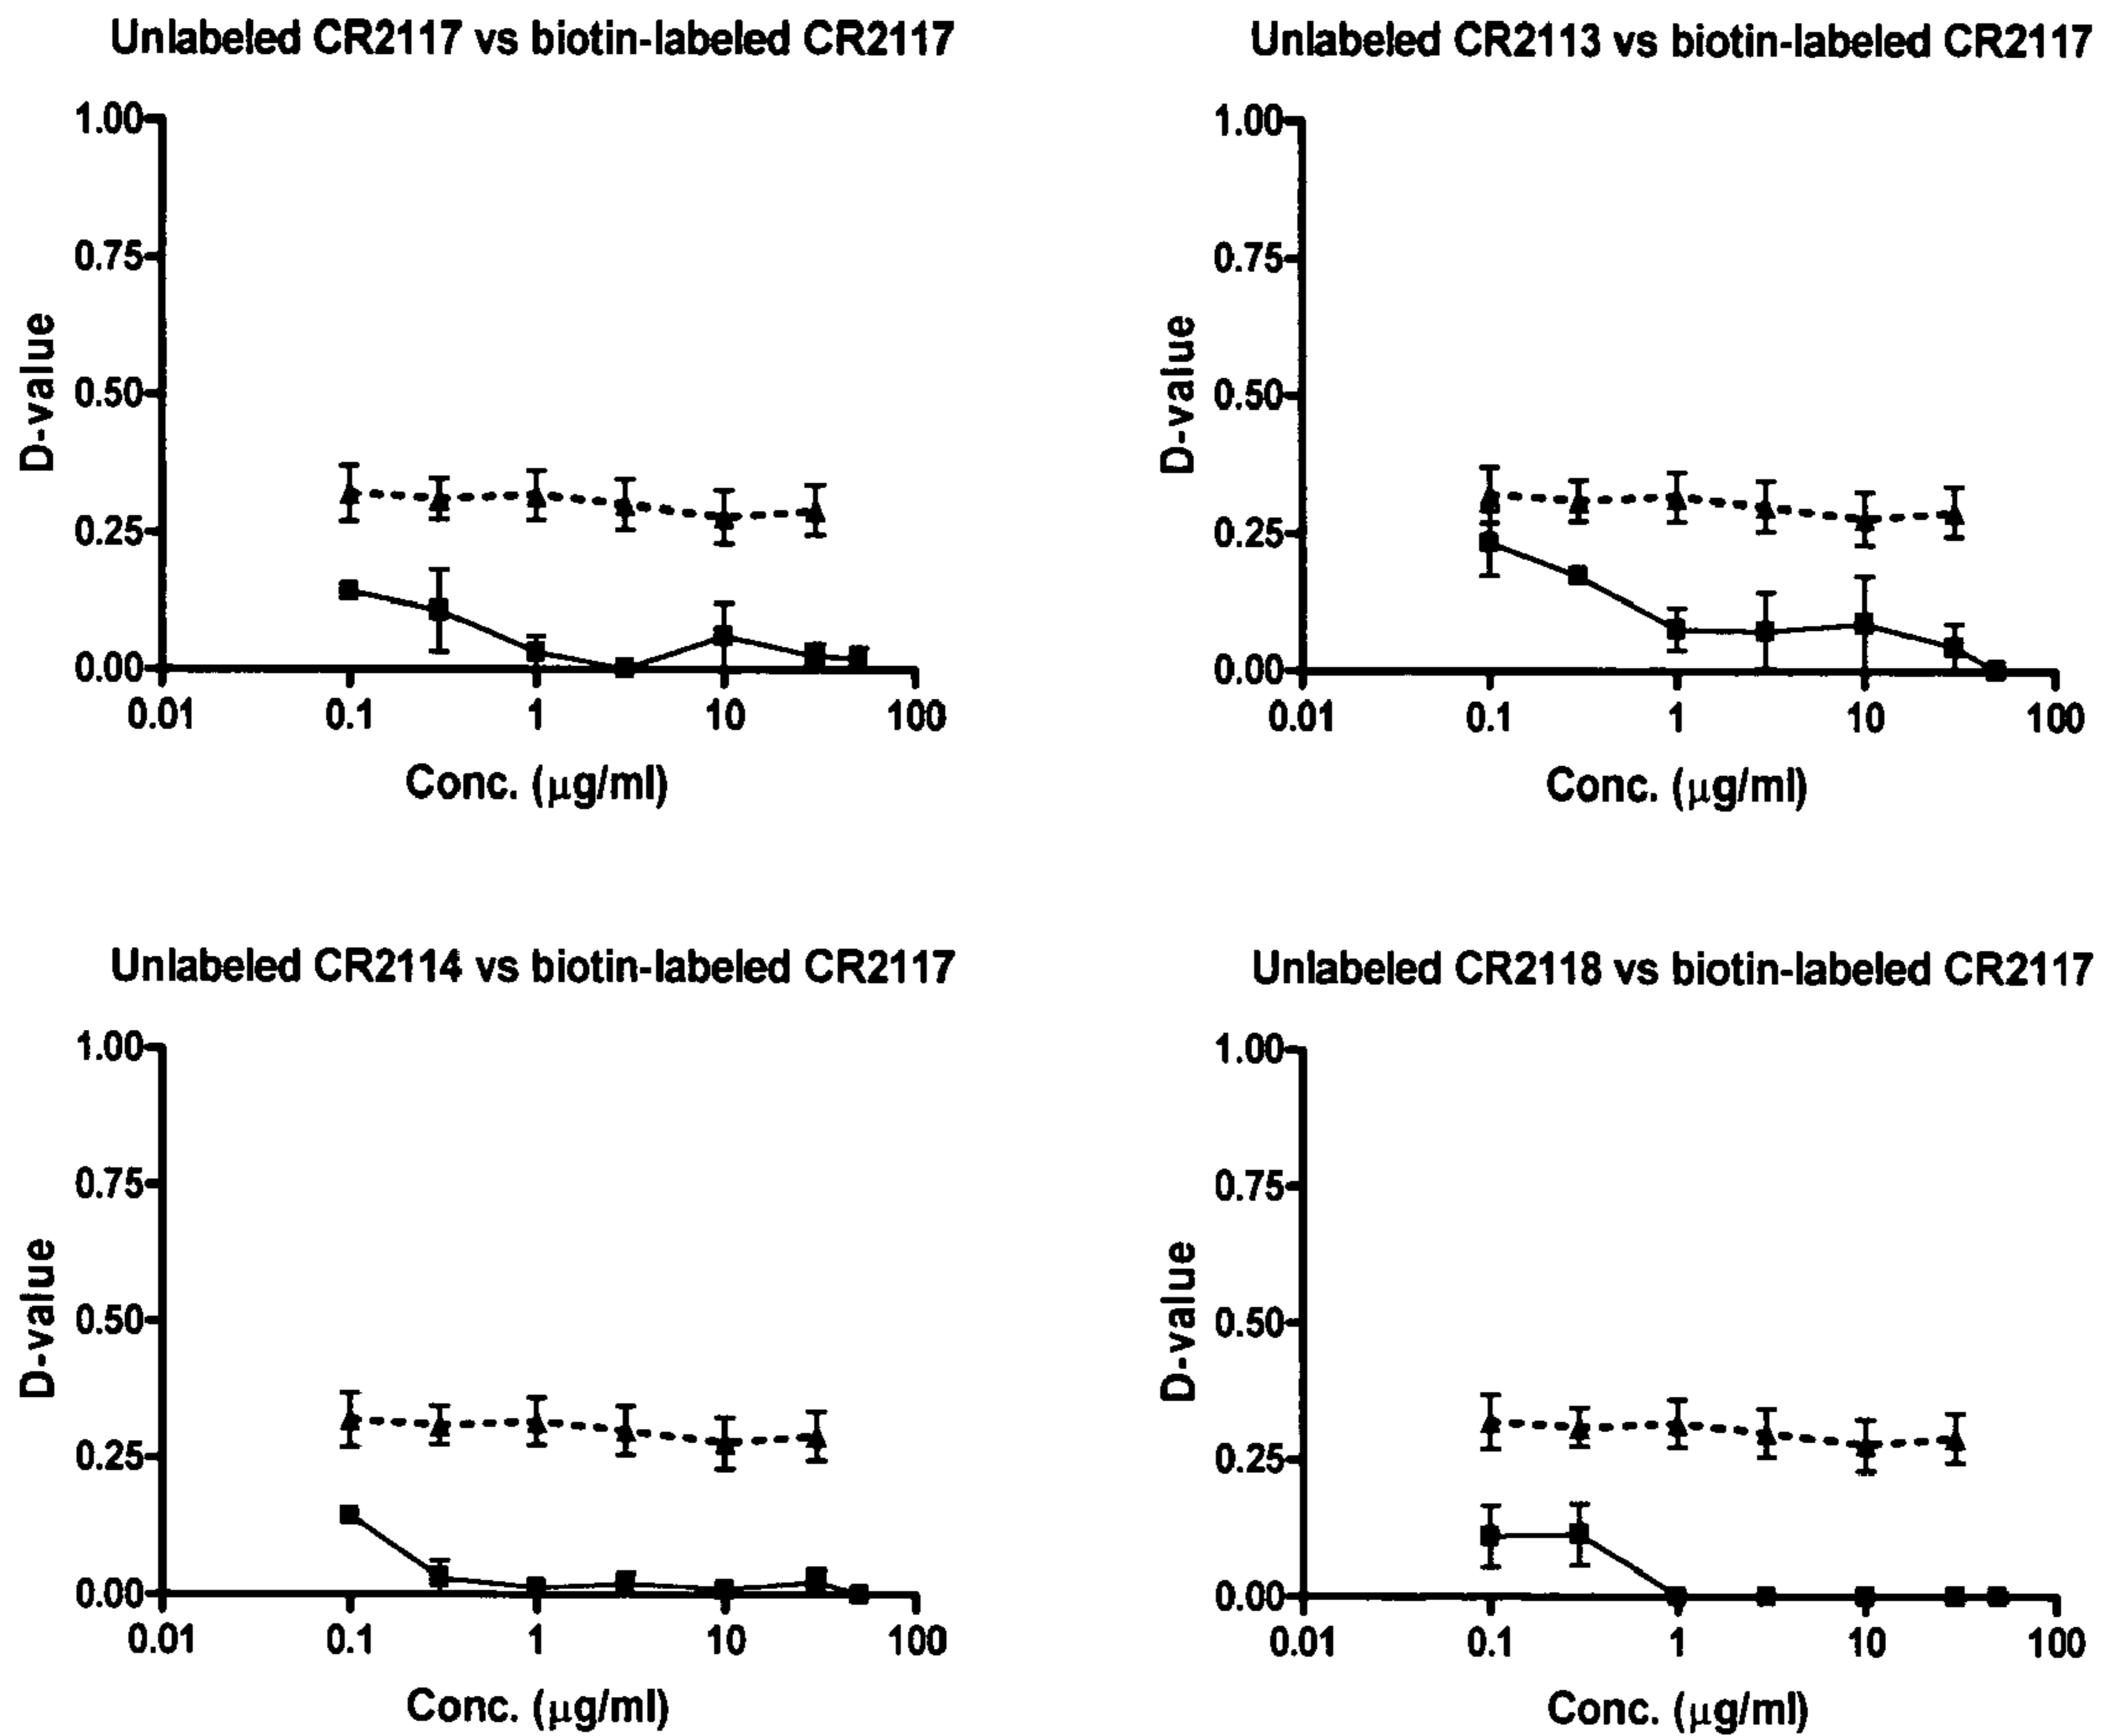 Unlabeled CR2117 vs biotin-labeled CR2117
1.00
0.75
0.50
0.25
0.00
D-value
0.01 0.1 1 10 100
Conc. (μg/ml)
Unlabeled CR2113 vs biotin-labeled CR2117
1.00
0.75
0.50
0.25
0.00
D-value
0.01 0.1 1 10 100
Conc. (μg/ml)
Unlabeled CR2114 vs biotin-labeled CR2117
1.00
0.75
0.50
0.25
0.00
D-value
0.01 0.1 1 10 100
Conc. (μg/ml)
Unlabeled CR2118 vs biotin-labeled CR2117
1.00
0.75
0.50
0.25
0.00
D-value
0.01 0.1 1 10 100
Conc. (μg/ml)